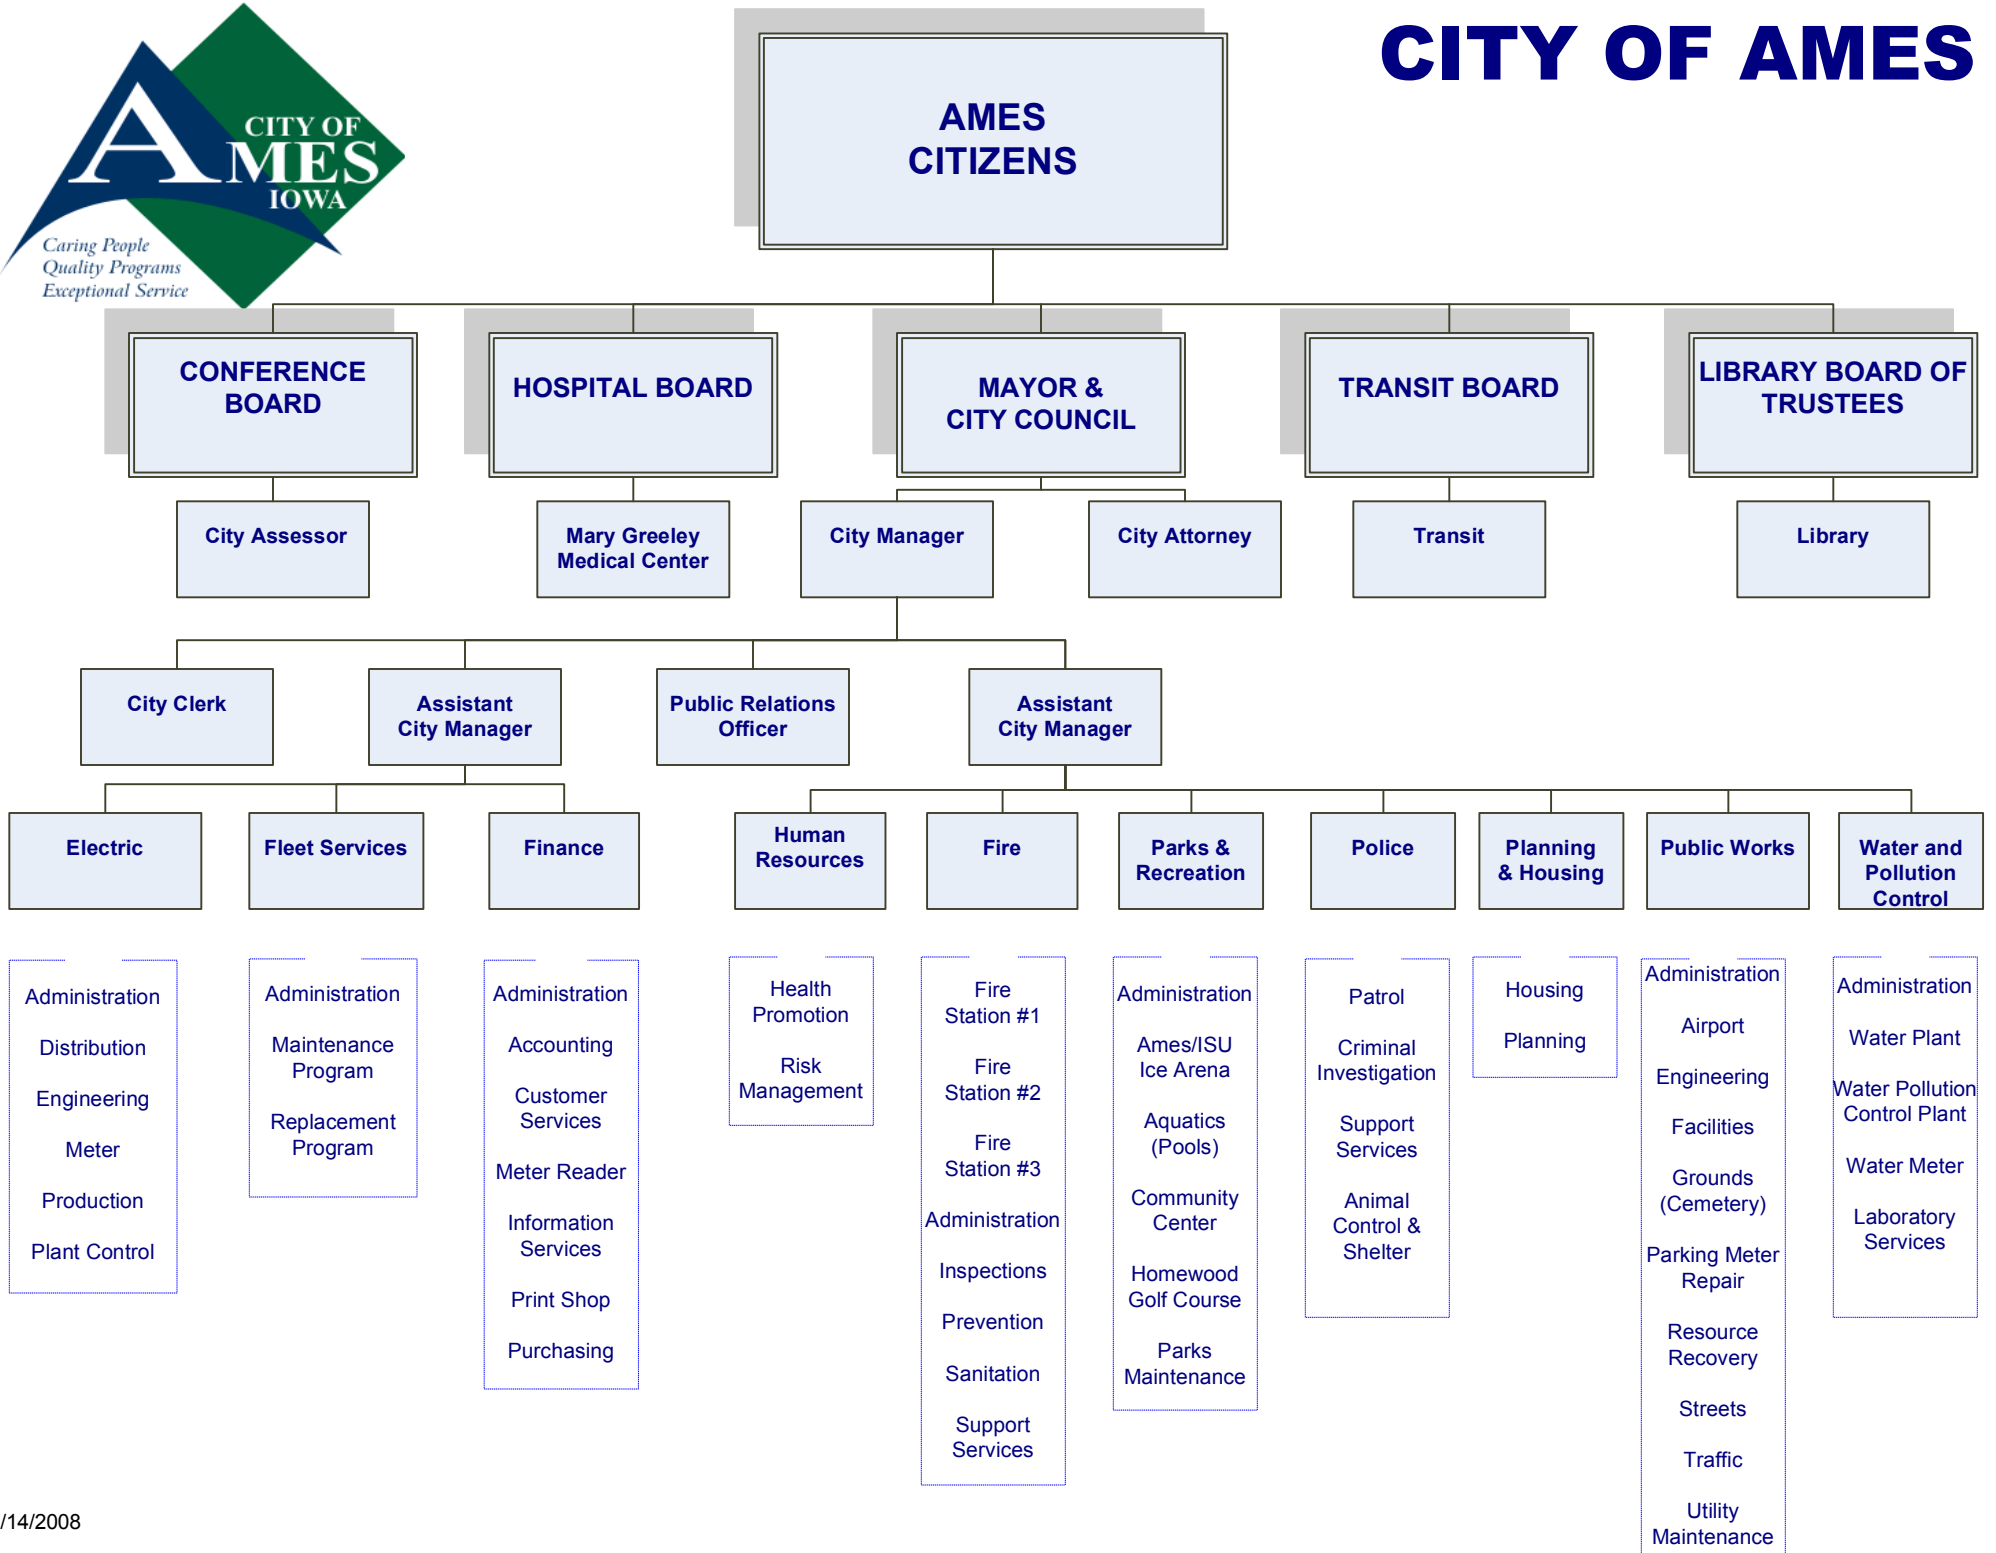 CITY OF AMES
CITY OF
AMES
IOWA
Caring People
Quality Programs
Exceptional Service
AMES
CITIZENS
CONFERENCE
BOARD
HOSPITAL BOARD
MAYOR &
CITY COUNCIL
TRANSIT BOARD
LIBRARY BOARD OF
TRUSTEES
City Assessor
Mary Greeley
Medical Center
City Manager
City Attorney
Transit
Library
City Clerk
Assistant
City Manager
Public Relations
Officer
Assistant
City Manager
Electric
Fleet Services
Finance
Human
Resources
Fire
Parks &
Recreation
Police
Planning
& Housing
Public Works
Water and
Pollution
Control
Administration
Distribution
Engineering
Meter
Production
Plant Control
Administration
Maintenance
Program
Replacement
Program
Administration
Accounting
Customer
Services
Meter Reader
Information
Services
Print Shop
Purchasing
Health
Promotion
Risk
Management
Fire
Station #1
Fire
Station #2
Fire
Station #3
Administration
Inspections
Prevention
Sanitation
Support
Services
Administration
Ames/ISU
Ice Arena
Aquatics
(Pools)
Community
Center
Homewood
Golf Course
Parks
Maintenance
Patrol
Criminal
Investigation
Support
Services
Animal
Control &
Shelter
Housing
Planning
Administration
Airport
Engineering
Facilities
Grounds
(Cemetery)
Parking Meter
Repair
Resource
Recovery
Streets
Traffic
Utility
Maintenance
Administration
Water Plant
Water Pollution
Control Plant
Water Meter
Laboratory
Services
/14/2008